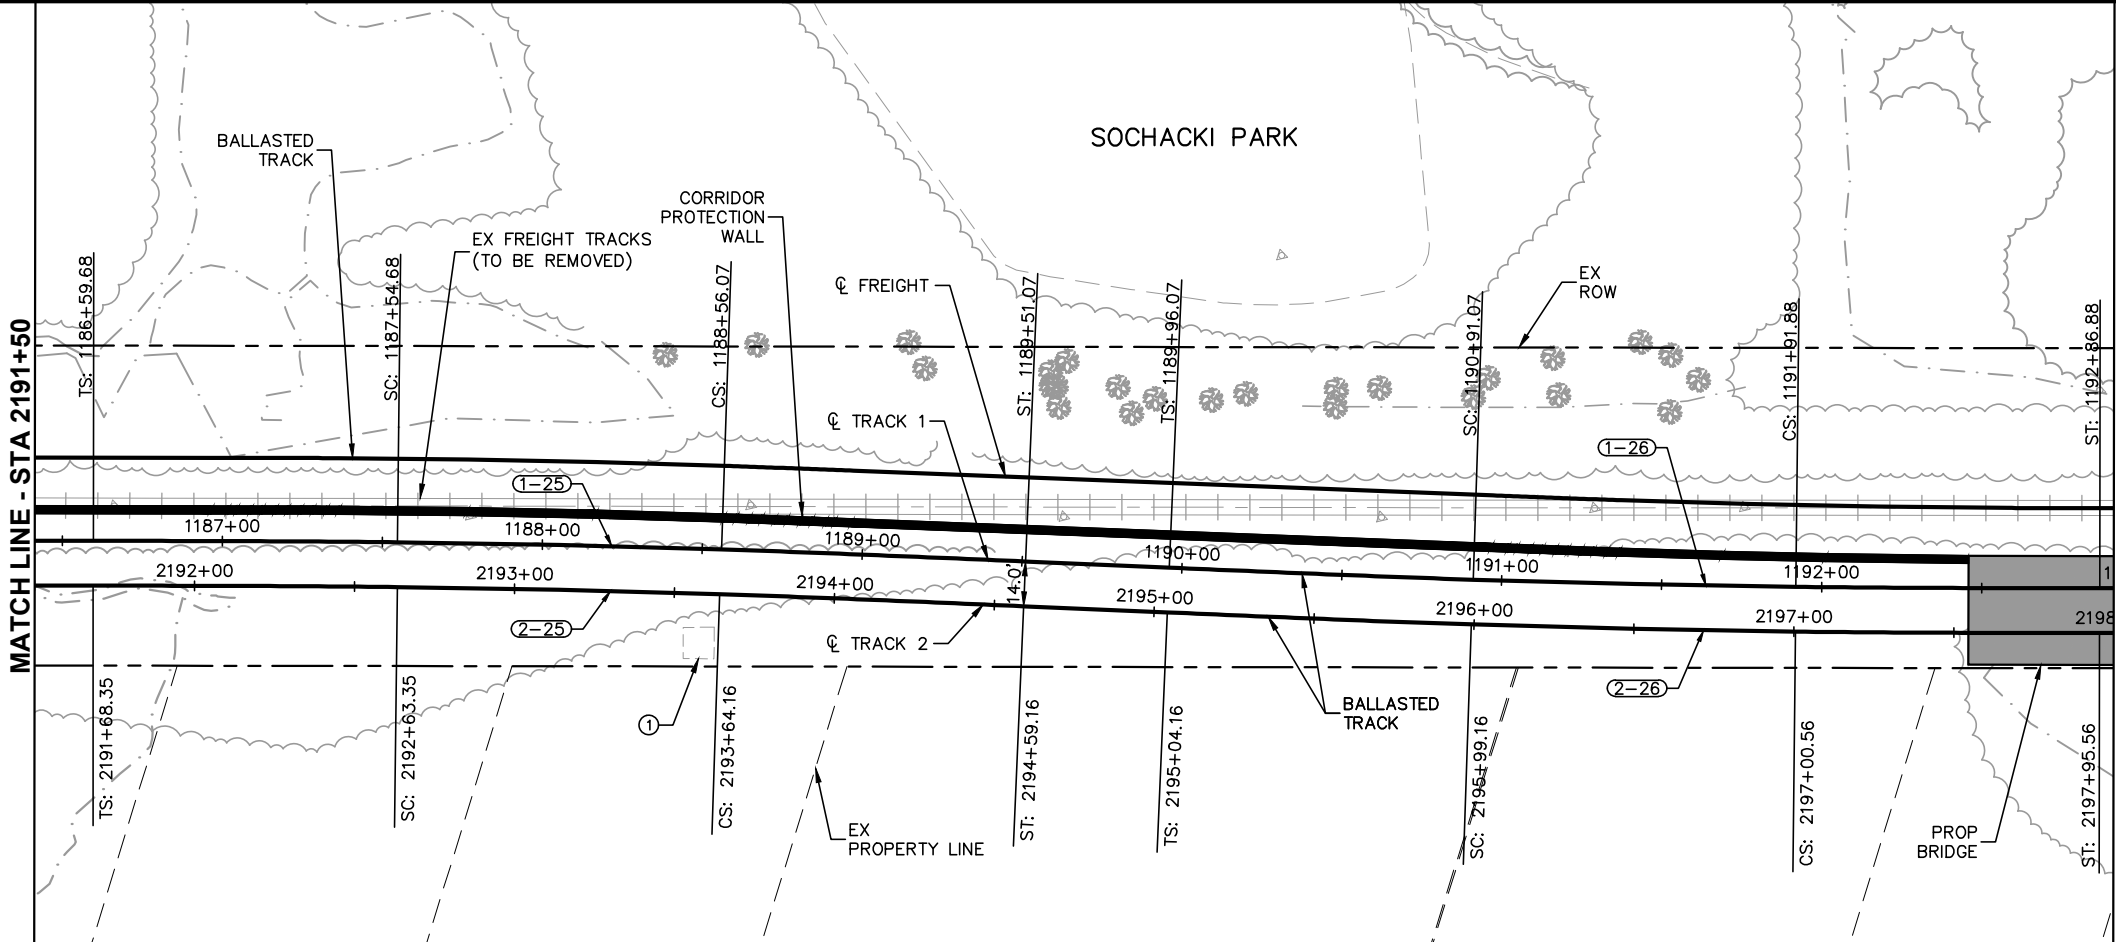 SOCHACKI PARK
BALLASTED
TRACK
CORRIDOR
PROTECTION
WALL
EX FREIGHT TRACKS
(TO BE REMOVED)
℄ FREIGHT
EX
ROW
TS: 1186+59.68
SC: 1187+54.68
CS: 1188+56.07
ST: 1189+51.07
TS: 1189+96.07
SC: 1190+91.07
CS: 1191+91.88
ST: 1192+86.88
MATCH LINE - STA 2191+50
℄ TRACK 1
1-26
1-25
1187+00
1188+00
1189+00
1190+00
1191+00
1192+00
1
14.0'
2192+00
2193+00
2194+00
2195+00
2196+00
2197+00
2198
2-25
℄ TRACK 2
2-26
1
BALLASTED
TRACK
TS: 2191+68.35
SC: 2192+63.35
CS: 2193+64.16
ST: 2194+59.16
TS: 2195+04.16
SC: 2195+99.16
CS: 2197+00.56
ST: 2197+95.56
EX
PROPERTY LINE
PROP
BRIDGE